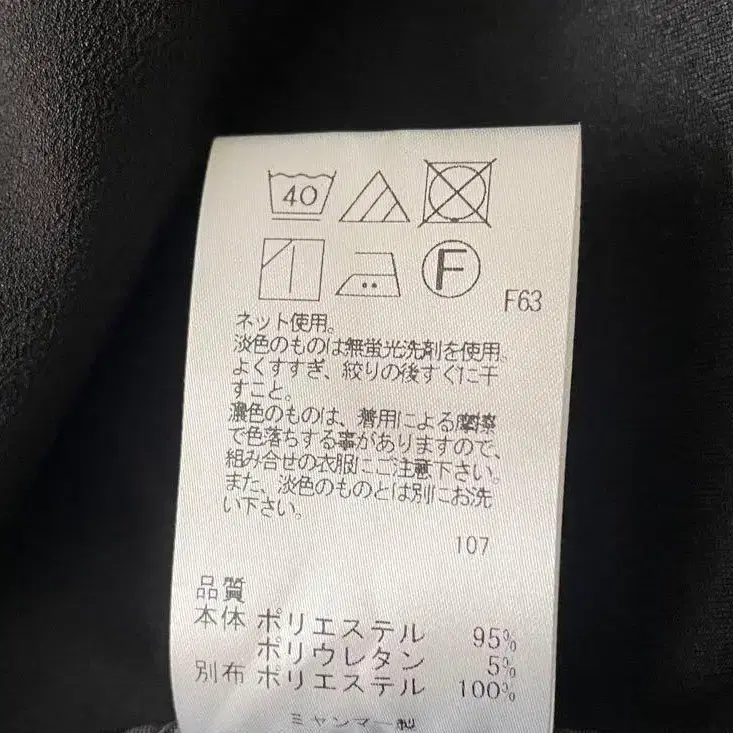 40
F
F63
ネット使用。
淡色のものは無蛍光洗剤を使用。
よくすすぎ、絞りの後すぐに干
すこと。
濃色のものは、着用による摩擦
で色落ちする事がありますので、
組み合せの衣服にご注意下さい。
また、淡色のものとは別にお洗
い下さい。
107
品質
本体 ポリエステル 95%
ポリウレタン 5%
別布 ポリエステル 100%
ミャンマー製